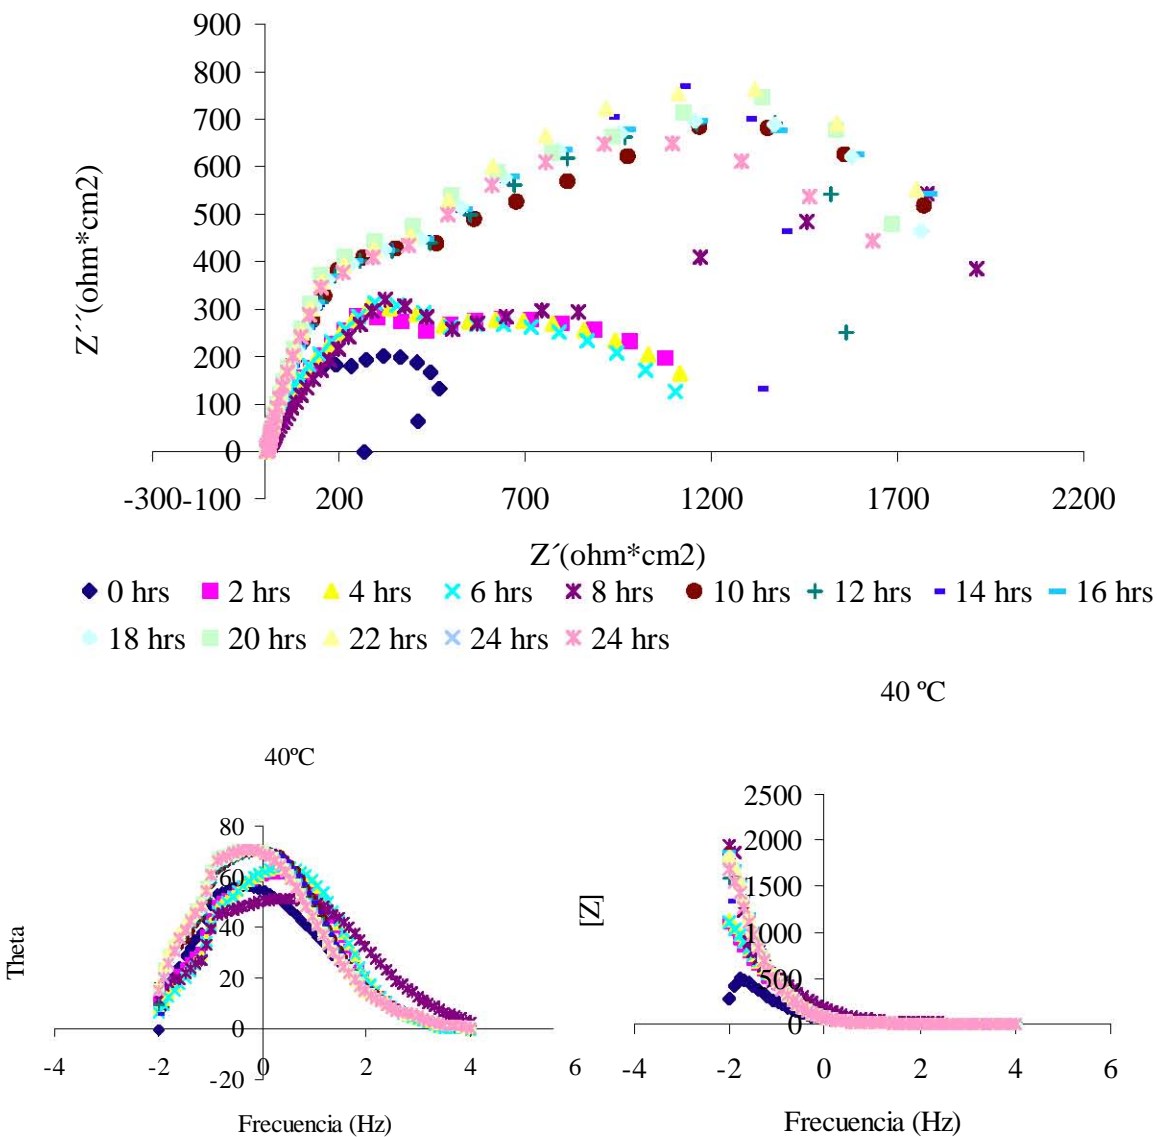 900
800
700
600
500
400
300
200
100
0
Z´´(ohm*cm2)
-300-100 200 700 1200 1700 2200
Z´(ohm*cm2)
0 hrs 2 hrs 4 hrs 6 hrs 8 hrs 10 hrs 12 hrs 14 hrs 16 hrs
18 hrs 20 hrs 22 hrs 24 hrs 24 hrs
40ºC
80
60
40
20
0
-20
Theta
-4 -2 0 2 4 6
Frecuencia (Hz)
40 ºC
2500
2000
1500
1000
500
0
[Z]
-4 -2 0 2 4 6
Frecuencia (Hz)